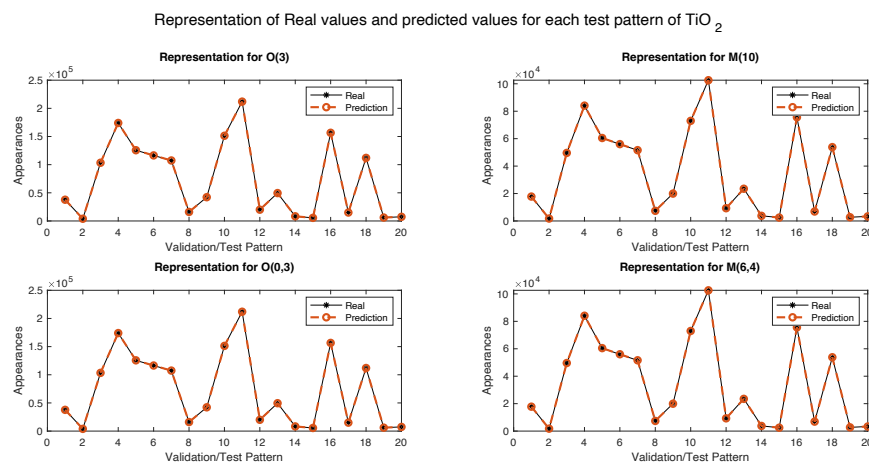 Representation of Real values and predicted values for each test pattern of TiO 2
Representation for O(3)
×10^5
2.5
2
1.5
1
0.5
0
Appearances
0 2 4 6 8 10 12 14 16 18 20
Validation/Test Pattern
Real
Prediction
Representation for M(10)
×10^4
10
8
6
4
2
0
Appearances
0 2 4 6 8 10 12 14 16 18 20
Validation/Test Pattern
Real
Prediction
Representation for O(0,3)
×10^5
2.5
2
1.5
1
0.5
0
Appearances
0 2 4 6 8 10 12 14 16 18 20
Validation/Test Pattern
Real
Prediction
Representation for M(6,4)
×10^4
10
8
6
4
2
0
Appearances
0 2 4 6 8 10 12 14 16 18 20
Validation/Test Pattern
Real
Prediction